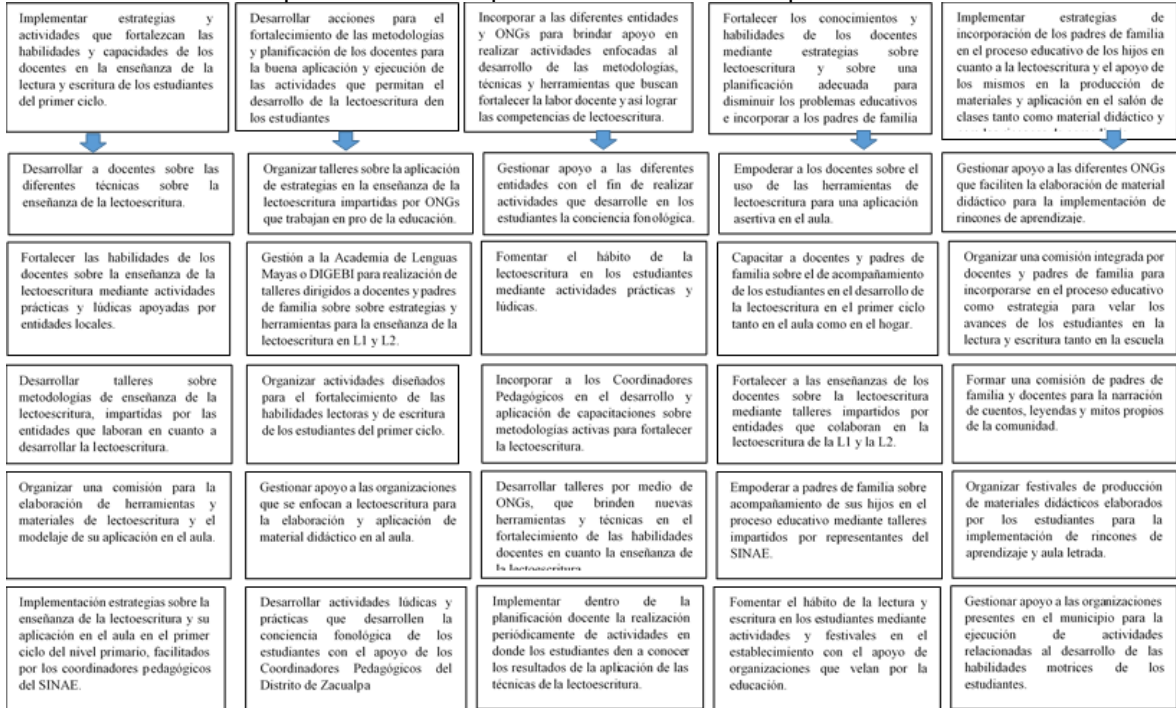 Implementar estrategias y
actividades que fortalezcan las
habilidades y capacidades de los
docentes en la enseñanza de la
lectura y escritura de los estudiantes
del primer ciclo.
Desarrollar acciones para el
fortalecimiento de las metodologías
y planificación de los docentes para
la buena aplicación y ejecución de
las actividades que permitan el
desarrollo de la lectoescritura den
los estudiantes
Incorporar a las diferentes entidades
y ONGs para brindar apoyo en
realizar actividades enfocadas al
desarrollo de las metodologías,
técnicas y herramientas que buscan
fortalecer la labor docente y asi lograr
las competencias de lectoescritura.
Fortalecer los conocimientos y
habilidades de los docentes
mediante estrategias sobre
lectoescritura y sobre una
planificación adecuada para
disminuir los problemas educativos
e incorporar a los padres de familia
Implementar estrategias de
incorporación de los padres de familia
en el proceso educativo de los hijos en
cuanto a la lectoescritura y el apoyo de
los mismos en la producción de
materiales y aplicación en el salón de
clases tanto como material didáctico y
Desarrollar a docentes sobre las
diferentes técnicas sobre la
enseñanza de la lectoescritura.
Organizar talleres sobre la aplicación
de estrategias en la enseñanza de la
lectoescritura impartidas por ONGs
que trabajan en pro de la educación.
Gestionar apoyo a las diferentes
entidades con el fin de realizar
actividades que desarrolle en los
estudiantes la conciencia fonológica.
Empoderar a los docentes sobre el
uso de las herramientas de
lectoescritura para una aplicación
asertiva en el aula.
Gestionar apoyo a las diferentes ONGs
que faciliten la elaboración de material
didáctico para la implementación de
rincones de aprendizaje.
Fortalecer las habilidades de los
docentes sobre la enseñanza de la
lectoescritura mediante actividades
prácticas y lúdicas apoyadas por
entidades locales.
Gestión a la Academia de Lenguas
Mayas o DIGEBI para realización de
talleres dirigidos a docentes y padres
de familia sobre sobre estrategias y
herramientas para la enseñanza de la
lectoescritura en L1 y L2.
Fomentar el hábito de la
lectoescritura en los estudiantes
mediante actividades prácticas y
lúdicas.
Capacitar a docentes y padres de
familia sobre el de acompañamiento
de los estudiantes en el desarrollo de
la lectoescritura en el primer ciclo
tanto en el aula como en el hogar.
Organizar una comisión integrada por
docentes y padres de familia para
incorporarse en el proceso educativo
como estrategia para velar los
avances de los estudiantes en la
lectura y escritura tanto en la escuela
Desarrollar talleres sobre
metodologías de enseñanza de la
lectoescritura, impartidas por las
entidades que laboran en cuanto a
desarrollar la lectoescritura.
Organizar actividades diseñados
para el fortalecimiento de las
habilidades lectoras y de escritura
de los estudiantes del primer ciclo.
Incorporar a los Coordinadores
Pedagógicos en el desarrollo y
aplicación de capacitaciones sobre
metodologías activas para fortalecer
la lectoescritura.
Fortalecer a las enseñanzas de los
docentes sobre la lectoescritura
mediante talleres impartidos por
entidades que colaboran en la
lectoescritura de la L1 y la L2.
Formar una comisión de padres de
familia y docentes para la narración
de cuentos, leyendas y mitos propios
de la comunidad.
Organizar una comisión para la
elaboración de herramientas y
materiales de lectoescritura y el
modelaje de su aplicación en el aula.
Gestionar apoyo a las organizaciones
que se enfocan a lectoescritura para
la elaboración y aplicación de
material didáctico en al aula.
Desarrollar talleres por medio de
ONGs, que brinden nuevas
herramientas y técnicas en el
fortalecimiento de las habilidades
docentes en cuanto la enseñanza de
la lectoescritura
Empoderar a padres de familia sobre
acompañamiento de sus hijos en el
proceso educativo mediante talleres
impartidos por representantes del
SINAE.
Organizar festivales de producción
de materiales didácticos elaborados
por los estudiantes para la
implementación de rincones de
aprendizaje y aula letrada.
Implementación estrategias sobre la
enseñanza de la lectoescritura y su
aplicación en el aula en el primer
ciclo del nivel primario, facilitados
por los coordinadores pedagógicos
del SINAE.
Desarrollar actividades lúdicas y
prácticas que desarrollen la
conciencia fonológica de los
estudiantes con el apoyo de los
Coordinadores Pedagógicos del
Distrito de Zacualpa
Implementar dentro de la
planificación docente la realización
periódicamente de actividades en
donde los estudiantes den a conocer
los resultados de la aplicación de las
técnicas de la lectoescritura.
Fomentar el hábito de la lectura y
escritura en los estudiantes mediante
actividades y festivales en el
establecimiento con el apoyo de
organizaciones que velan por la
educación.
Gestionar apoyo a las organizaciones
presentes en el municipio para la
ejecución de actividades
relacionadas al desarrollo de las
habilidades motrices de los
estudiantes.